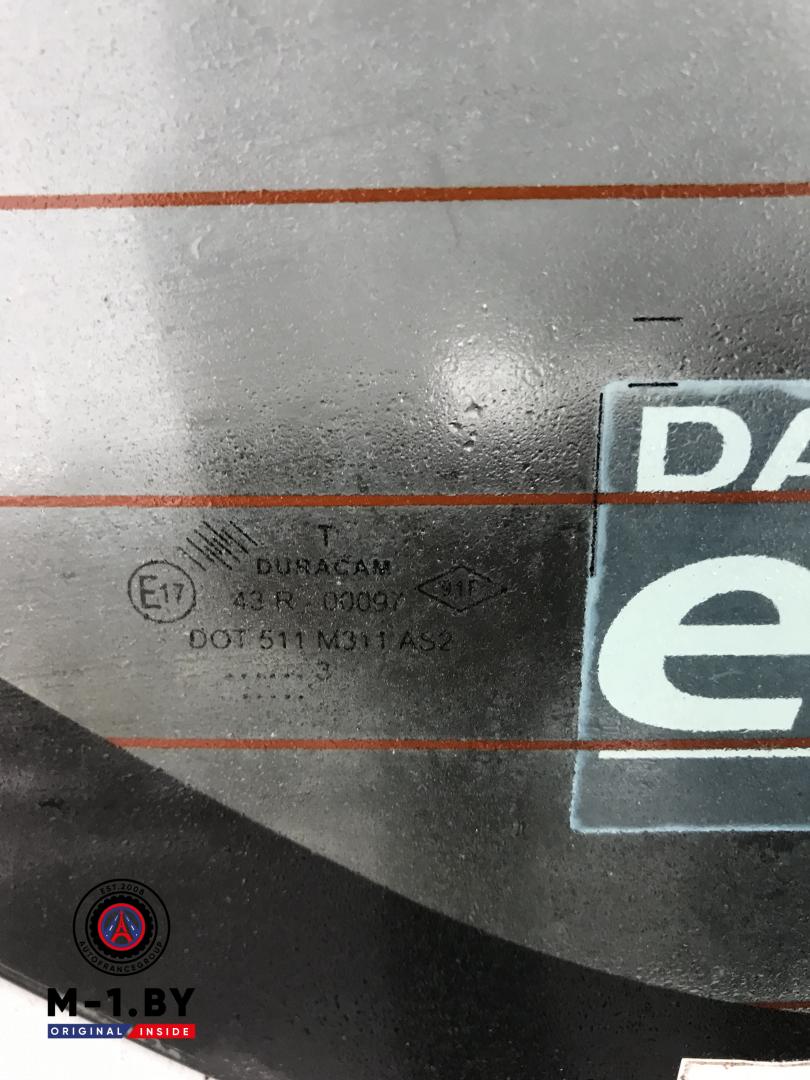 DA
T
DURACAM
E17
43 R - 00097
91F
DOT 511 M311 AS2
....... 3
.......
e
EST.2008
AUTOFRANCEGROUP
M-1.BY
ORIGINAL INSIDE